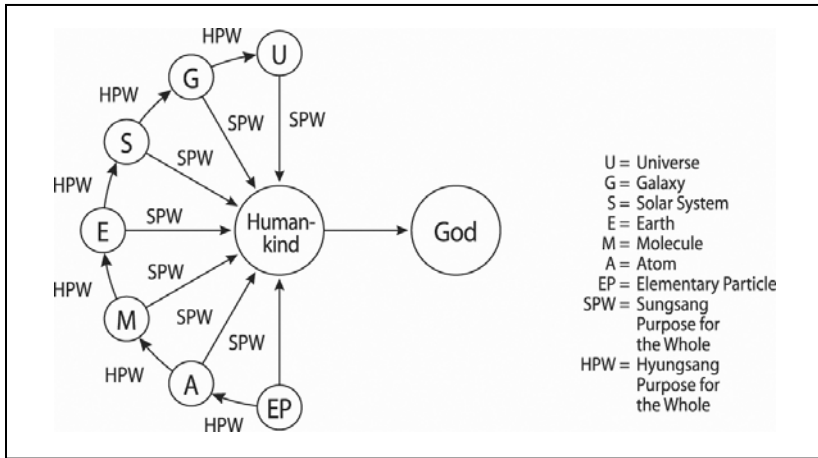 HPW
U
G
HPW
SPW
SPW
S
SPW
HPW
E
SPW
Human-
kind
God
SPW
HPW
M
SPW
SPW
HPW
A
EP
HPW
U = Universe
G = Galaxy
S = Solar System
E = Earth
M = Molecule
A = Atom
EP = Elementary Particle
SPW = Sungsang
Purpose for
the Whole
HPW = Hyungsang
Purpose for
the Whole